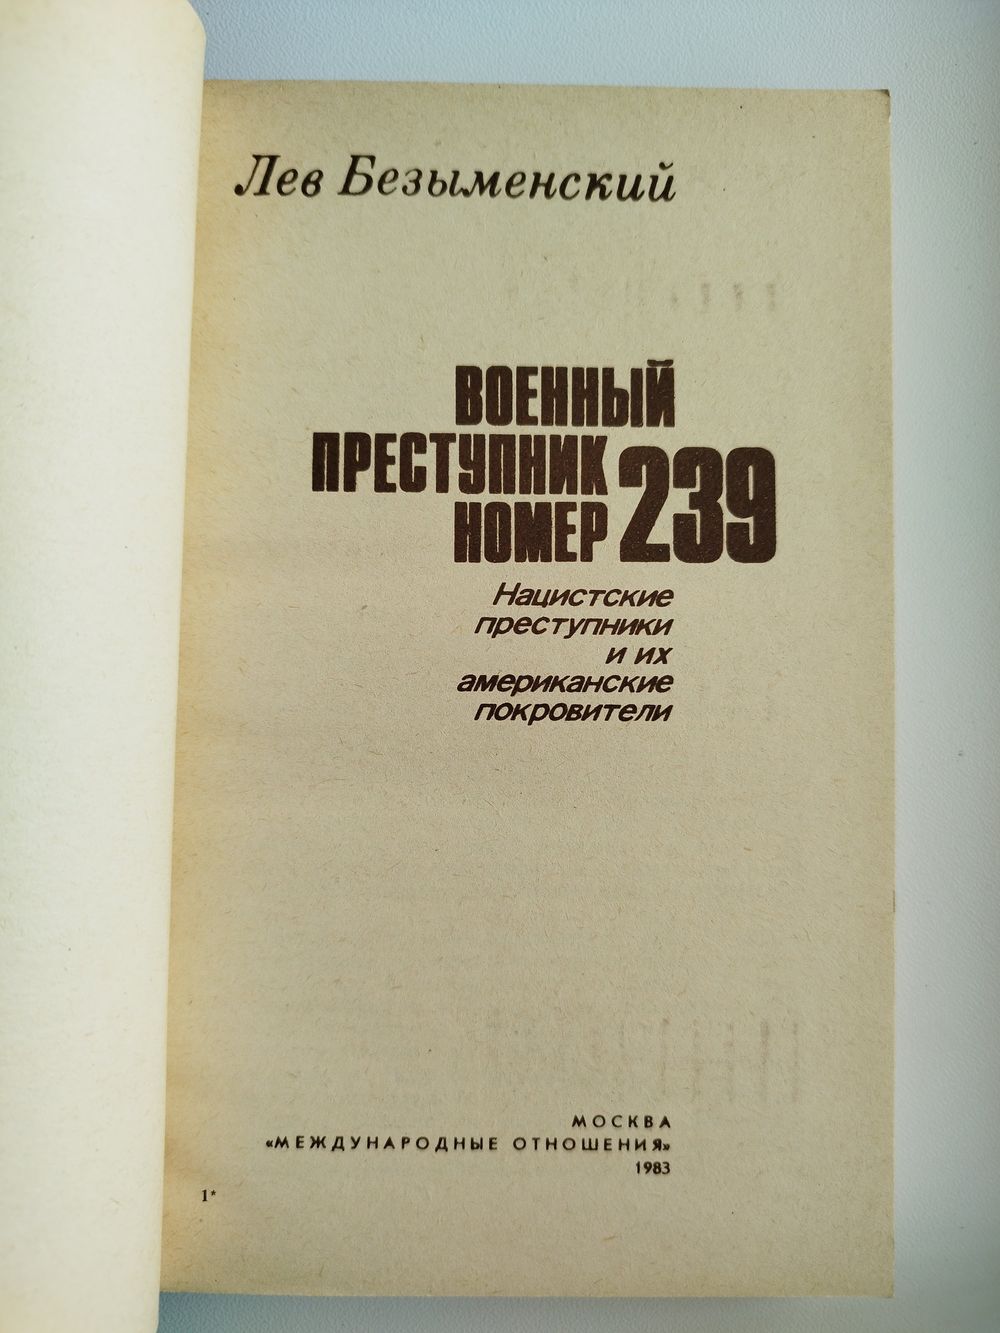 Лев Безыменский
ВОЕННЫЙ
ПРЕСТУПНИК
НОМЕР 239
Нацистские
преступники
и их
американские
покровители
МОСКВА
«МЕЖДУНАРОДНЫЕ ОТНОШЕНИЯ»
1983
1*